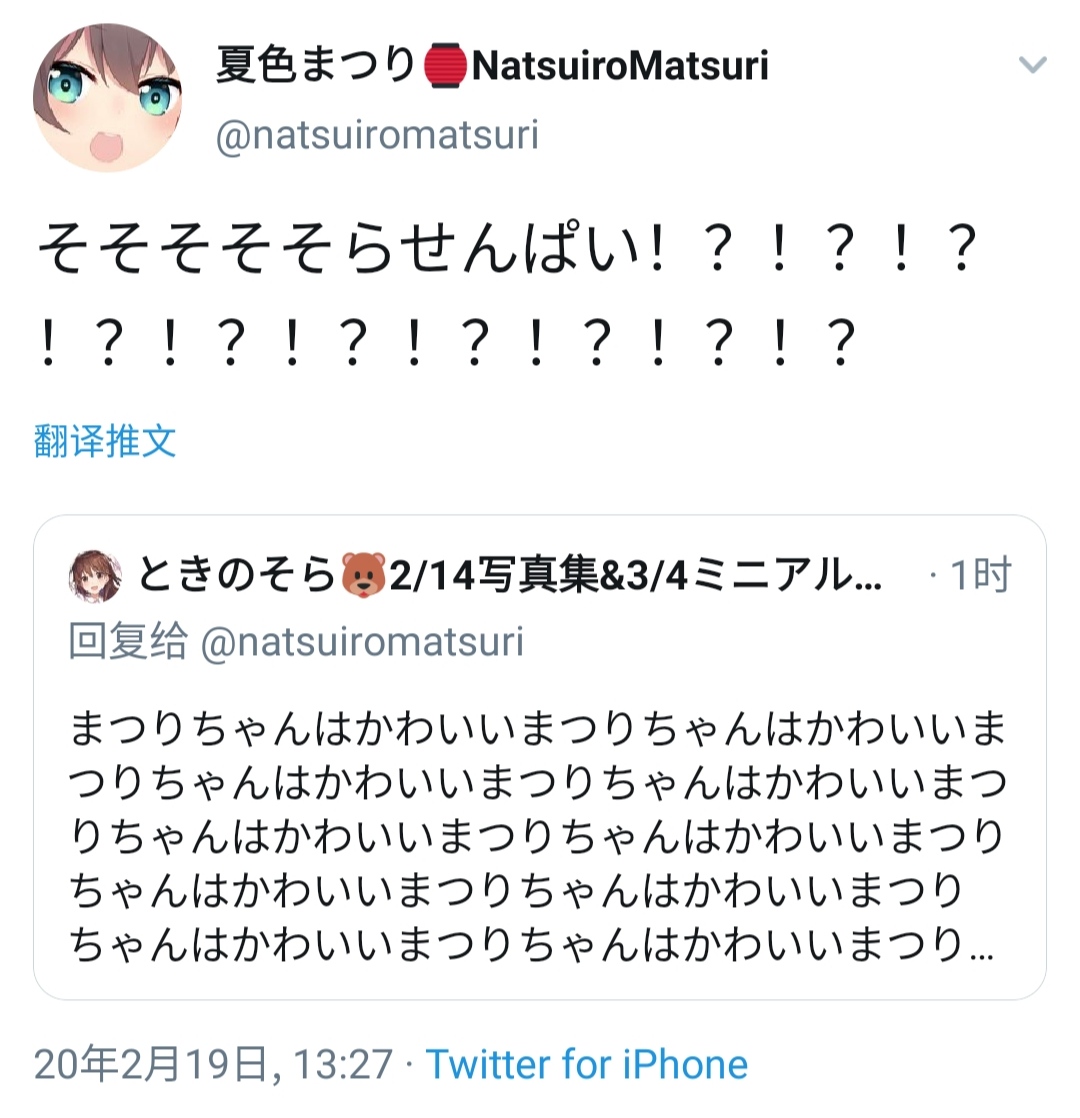 夏色まつり🏮NatsuiroMatsuri
@natsuiromatsuri
そそそそそらせんぱい！？！？！？
！？！？！？！？！？！？！？
翻译推文
ときのそら🐻2/14写真集&3/4ミニアル... · 1时
回复给 @natsuiromatsuri
まつりちゃんはかわいいまつりちゃんはかわいいま
つりちゃんはかわいいまつりちゃんはかわいいまつ
りちゃんはかわいいまつりちゃんはかわいいまつり
ちゃんはかわいいまつりちゃんはかわいいまつり
ちゃんはかわいいまつりちゃんはかわいいまつり...
20年2月19日, 13:27 · Twitter for iPhone